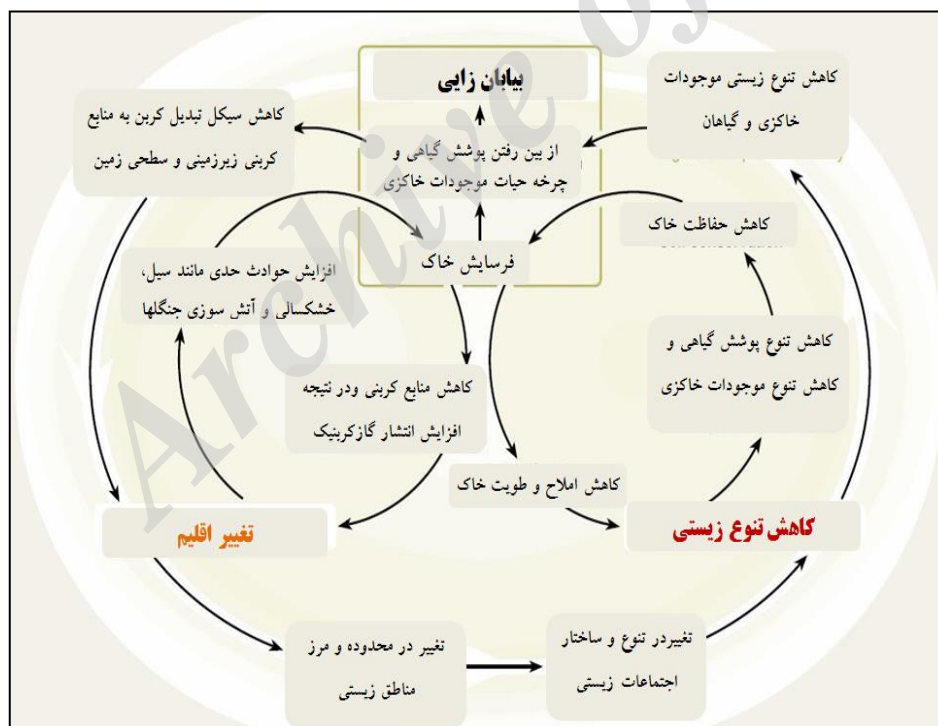 بیابان زایی
کاهش تنوع زیستی موجودات
خاکزی و گیاهان
کاهش سیکل تبدیل کربن به منابع
کربنی زیرزمینی و سطحی زمین
از بین رفتن پوشش گیاهی و
چرخه حیات موجودات خاکزی
کاهش حفاظت خاک
فرسایش خاک
افزایش حوادث حدی مانند سیل،
خشکسالی و آتش سوزی جنگلها
کاهش تنوع پوشش گیاهی و
کاهش تنوع موجودات خاکزی
کاهش منابع کربنی ودر نتیجه
افزایش انتشار گازکربنیک
کاهش املاح و طویت خاک
تغییر اقلیم
کاهش تنوع زیستی
تغییر در محدوده و مرز
مناطق زیستی
تغییردر تنوع و ساختار
اجتماعات زیستی
Archive of